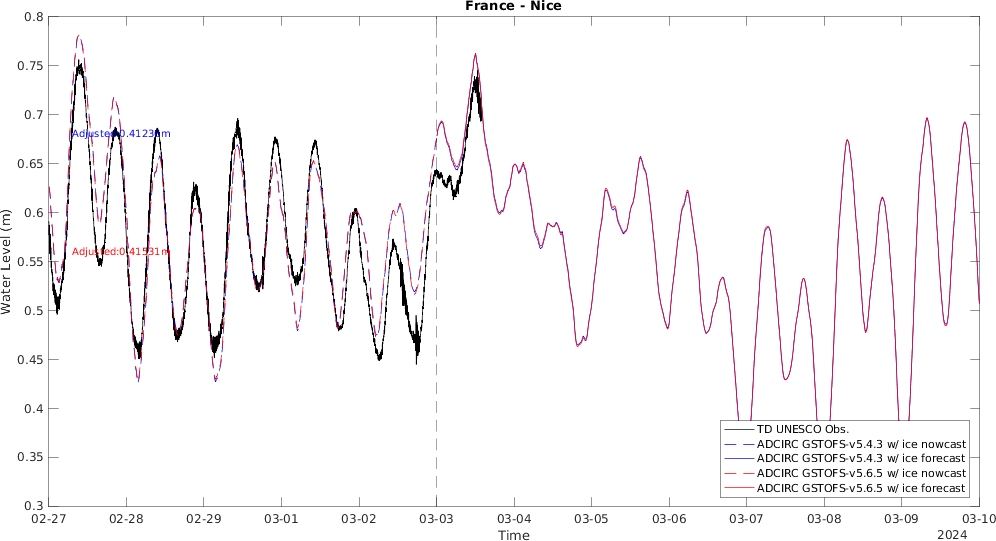 France - Nice
0.8
0.75
0.7
0.65
0.6
0.55
0.5
0.45
0.4
0.35
0.3
Water Level (m)
Adjusted:0.41233m
Adjusted:0.41531m
TD UNESCO Obs.
ADCIRC GSTOFS-v5.4.3 w/ ice nowcast
ADCIRC GSTOFS-v5.4.3 w/ ice forecast
ADCIRC GSTOFS-v5.6.5 w/ ice nowcast
ADCIRC GSTOFS-v5.6.5 w/ ice forecast
02-27 02-28 02-29 03-01 03-02 03-03 03-04 03-05 03-06 03-07 03-08 03-09 03-10
Time
2024